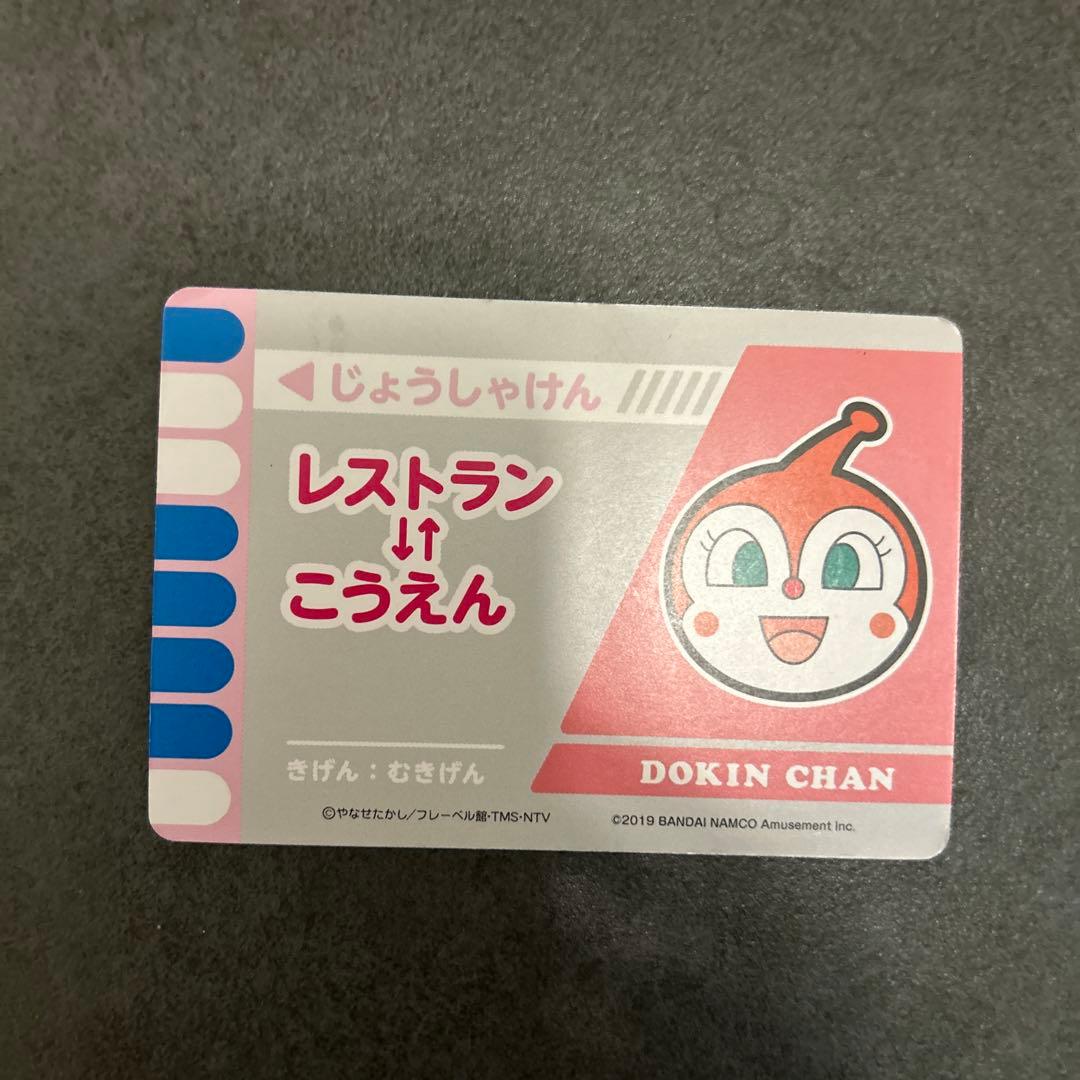 ◀じょうしゃけん
レストラン
↓↑
こうえん
きげん：むきげん
DOKIN CHAN
©やなせたかし/フレーベル館・TMS・NTV
©2019 BANDAI NAMCO Amusement Inc.